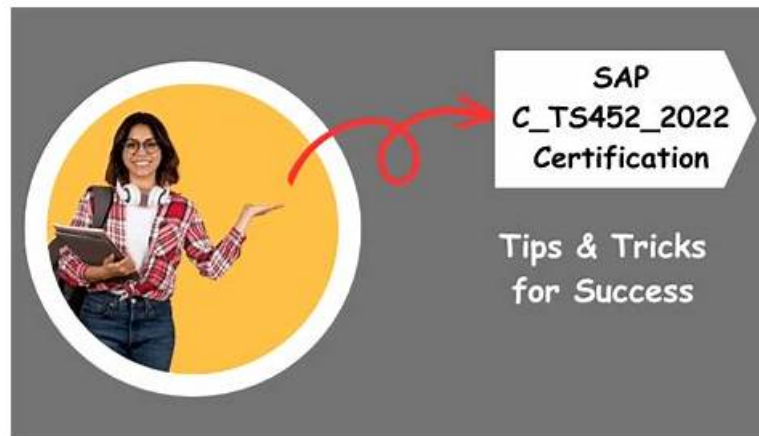 SAP
C_TS452_2022
Certification
Tips & Tricks
for Success